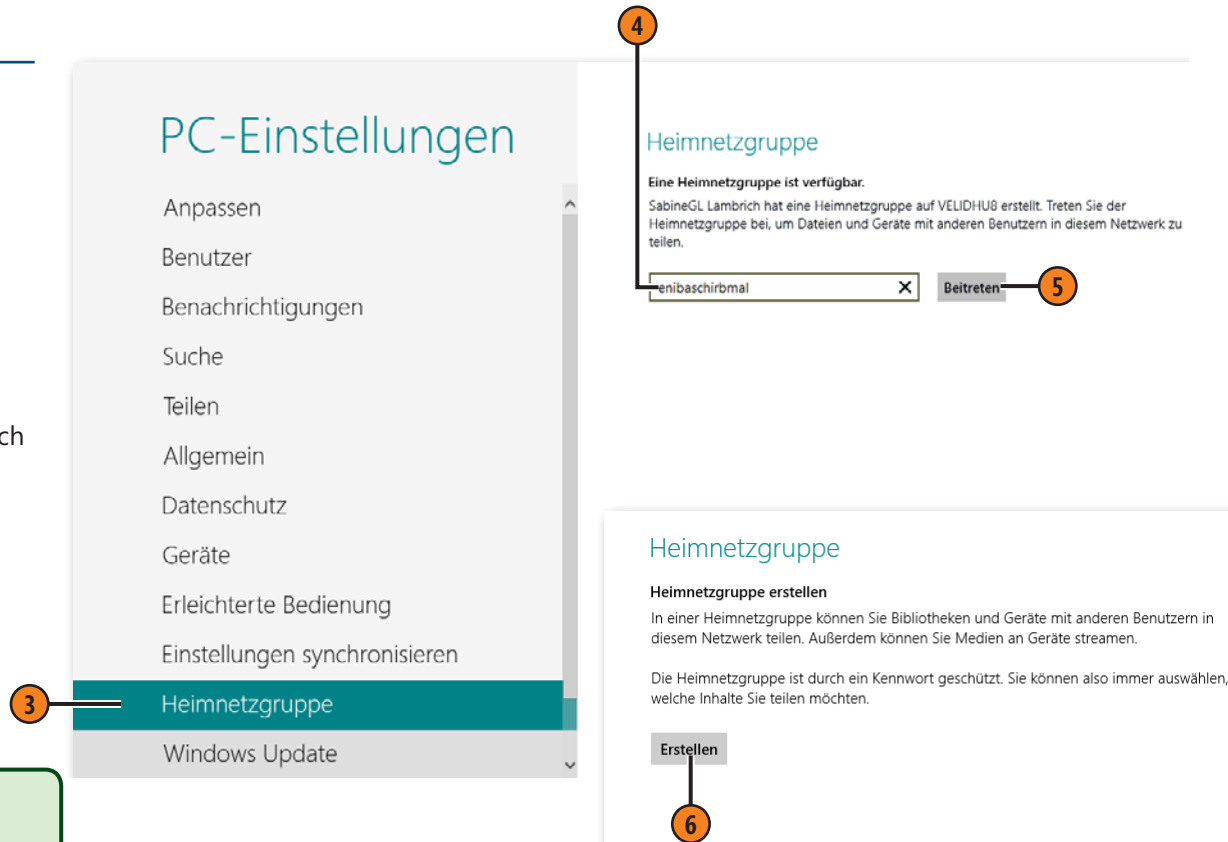 4
PC-Einstellungen
Anpassen
Benutzer
Benachrichtigungen
Suche
Teilen
Allgemein
Datenschutz
Geräte
Erleichterte Bedienung
Einstellungen synchronisieren
3
Heimnetzgruppe
Windows Update
ch
Heimnetzgruppe
Eine Heimnetzgruppe ist verfügbar.
SabineGL Lambrich hat eine Heimnetzgruppe auf VELIDHU8 erstellt. Treten Sie der
Heimnetzgruppe bei, um Dateien und Geräte mit anderen Benutzern in diesem Netzwerk zu
teilen.
enibaschirbmal
Beitreten
5
Heimnetzgruppe
Heimnetzgruppe erstellen
In einer Heimnetzgruppe können Sie Bibliotheken und Geräte mit anderen Benutzern in
diesem Netzwerk teilen. Außerdem können Sie Medien an Geräte streamen.
Die Heimnetzgruppe ist durch ein Kennwort geschützt. Sie können also immer auswählen,
welche Inhalte Sie teilen möchten.
Erstellen
6